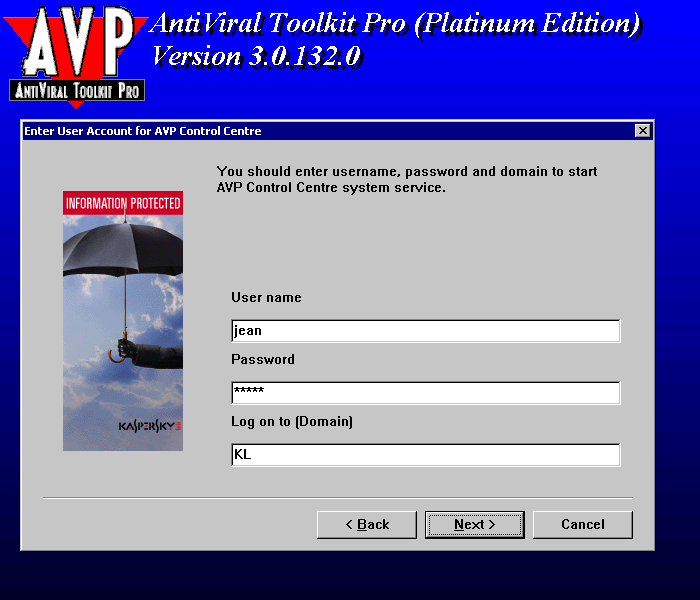 AVP
ANTIVIRAL TOOLKIT PRO
AntiViral Toolkit Pro (Platinum Edition)
Version 3.0.132.0
Enter User Account for AVP Control Centre
You should enter username, password and domain to start
AVP Control Centre system service.
INFORMATION PROTECTED
KASPERSKY
User name
jean
Password
*****
Log on to (Domain)
KL
< Back
Next >
Cancel